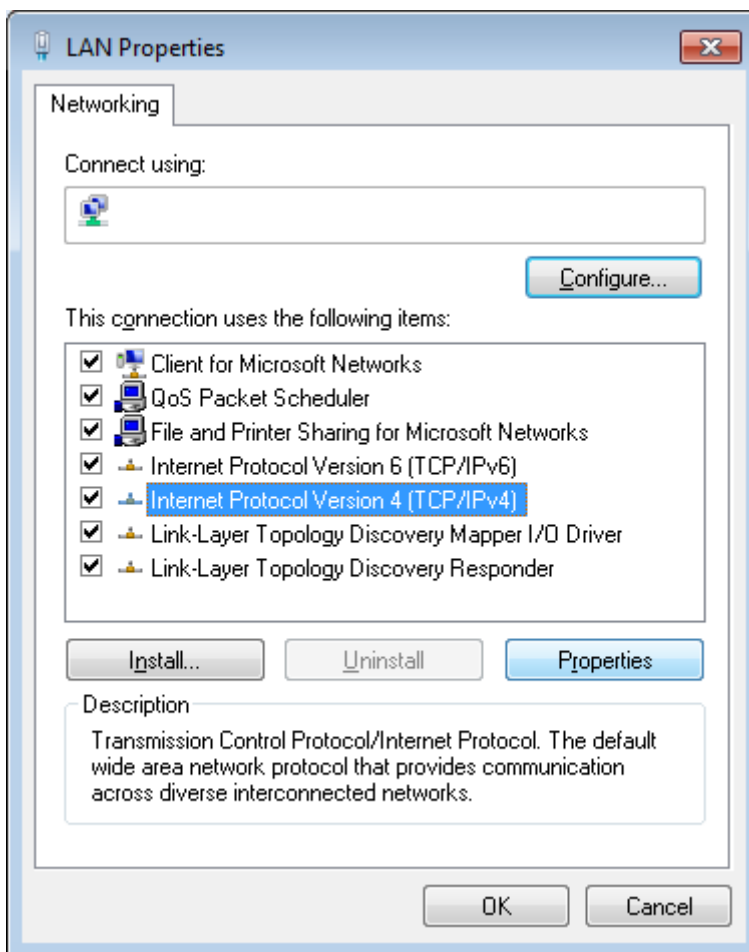 LAN Properties
Networking
Connect using:
Configure...
This connection uses the following items:
Client for Microsoft Networks
QoS Packet Scheduler
File and Printer Sharing for Microsoft Networks
Internet Protocol Version 6 (TCP/IPv6)
Internet Protocol Version 4 (TCP/IPv4)
Link-Layer Topology Discovery Mapper I/O Driver
Link-Layer Topology Discovery Responder
Install...
Uninstall
Properties
Description
Transmission Control Protocol/Internet Protocol. The default
wide area network protocol that provides communication
across diverse interconnected networks.
OK
Cancel